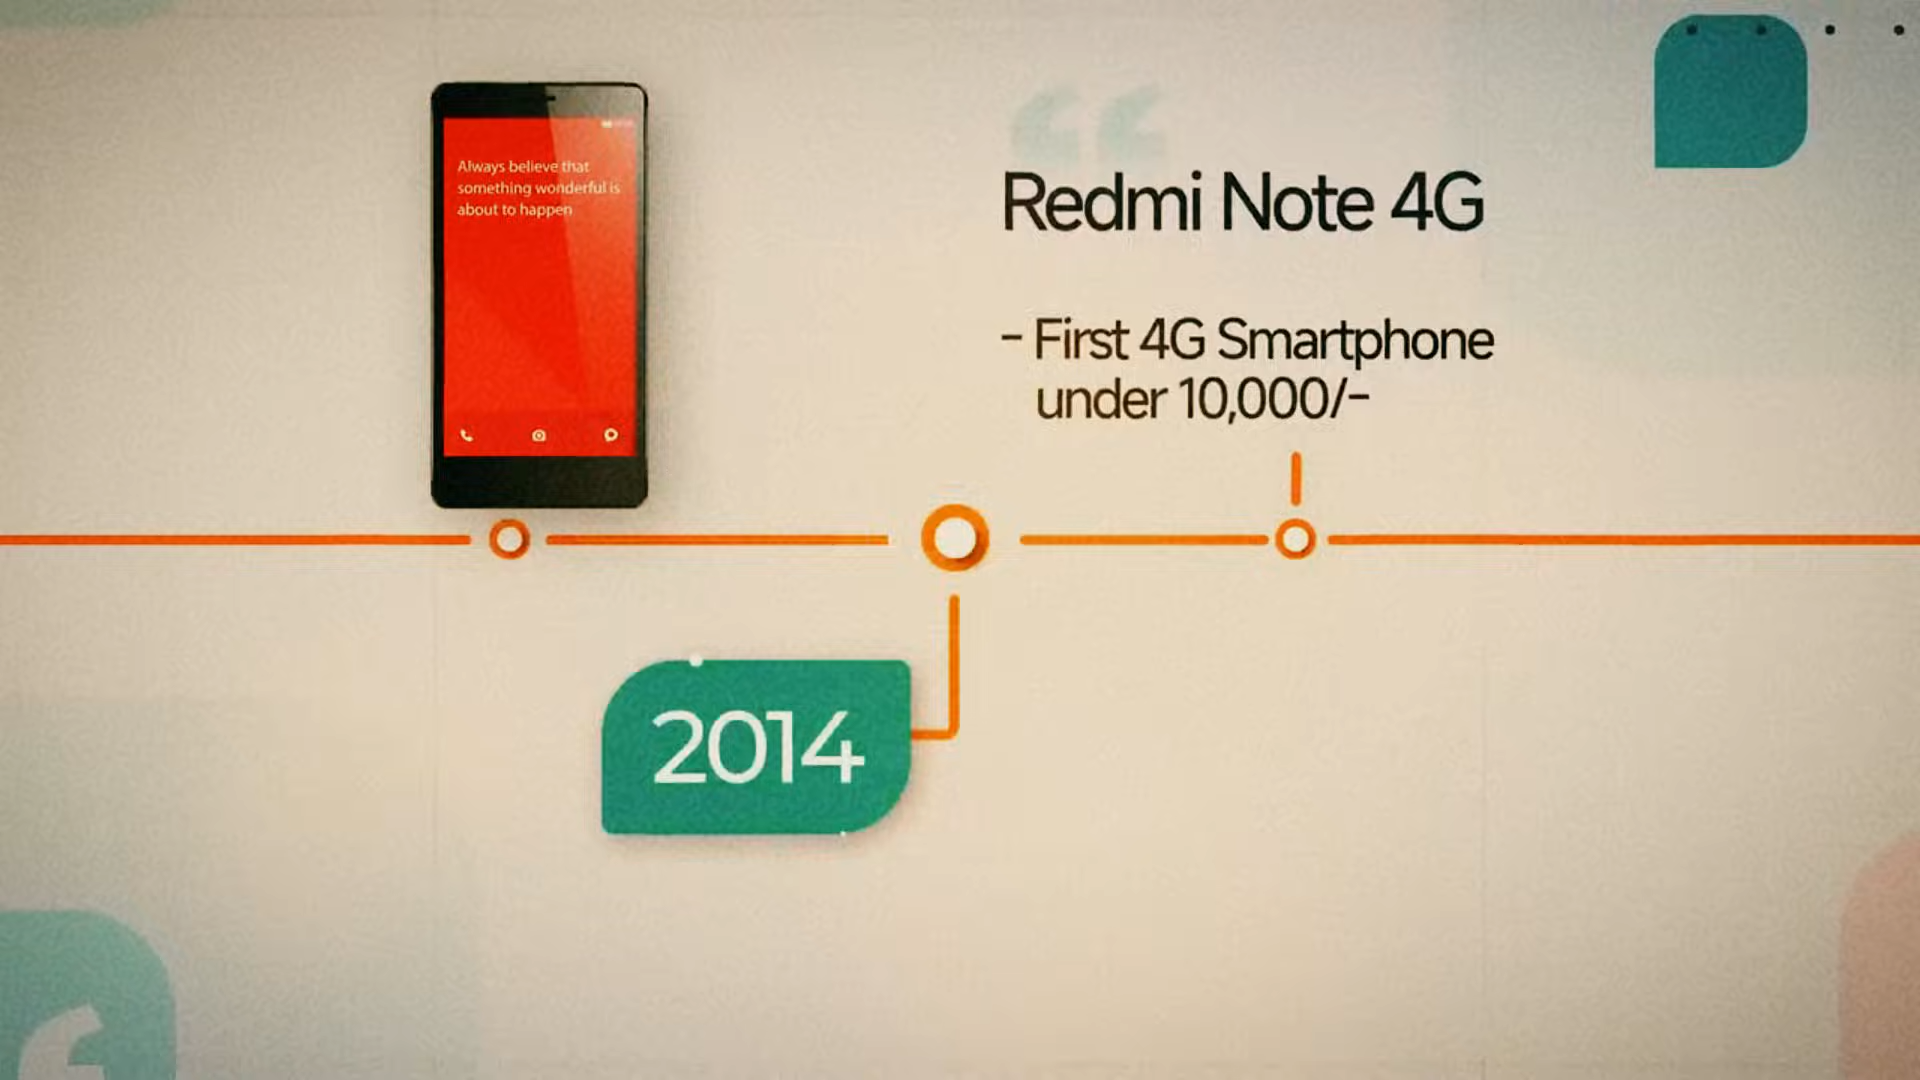 Always believe that
something wonderful is
about to happen
Redmi Note 4G
- First 4G Smartphone
under 10,000/-
2014